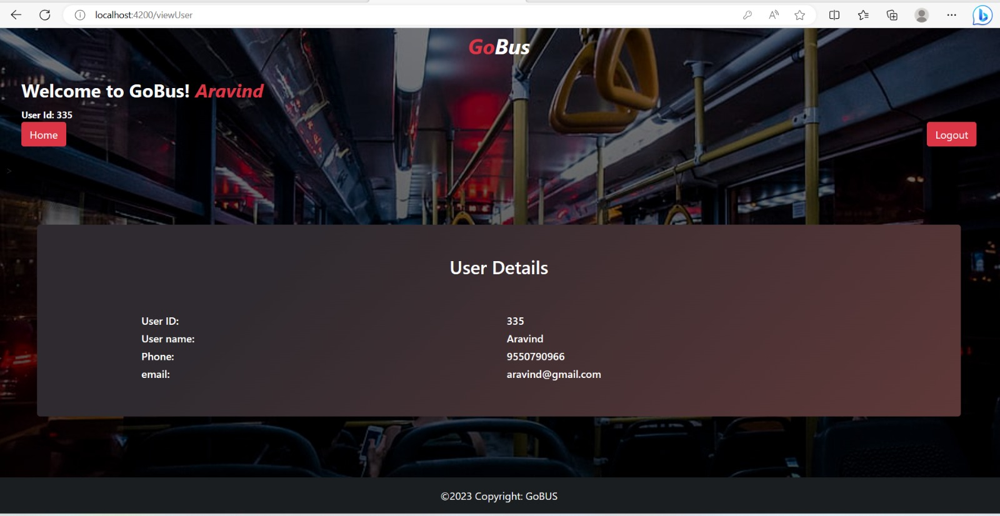 localhost:4200/viewUser
GoBus
Welcome to GoBus! Aravind
User Id: 335
Home
Logout
>
User Details
User ID: 335
User name: Aravind
Phone: 9550790966
email: aravind@gmail.com
©2023 Copyright: GoBUS